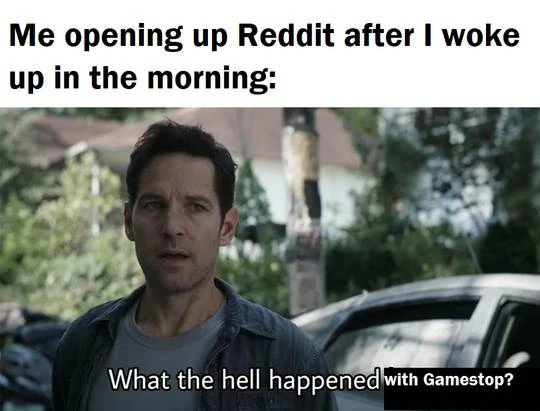 Me opening up Reddit after I woke
up in the morning:
What the hell happened with Gamestop?